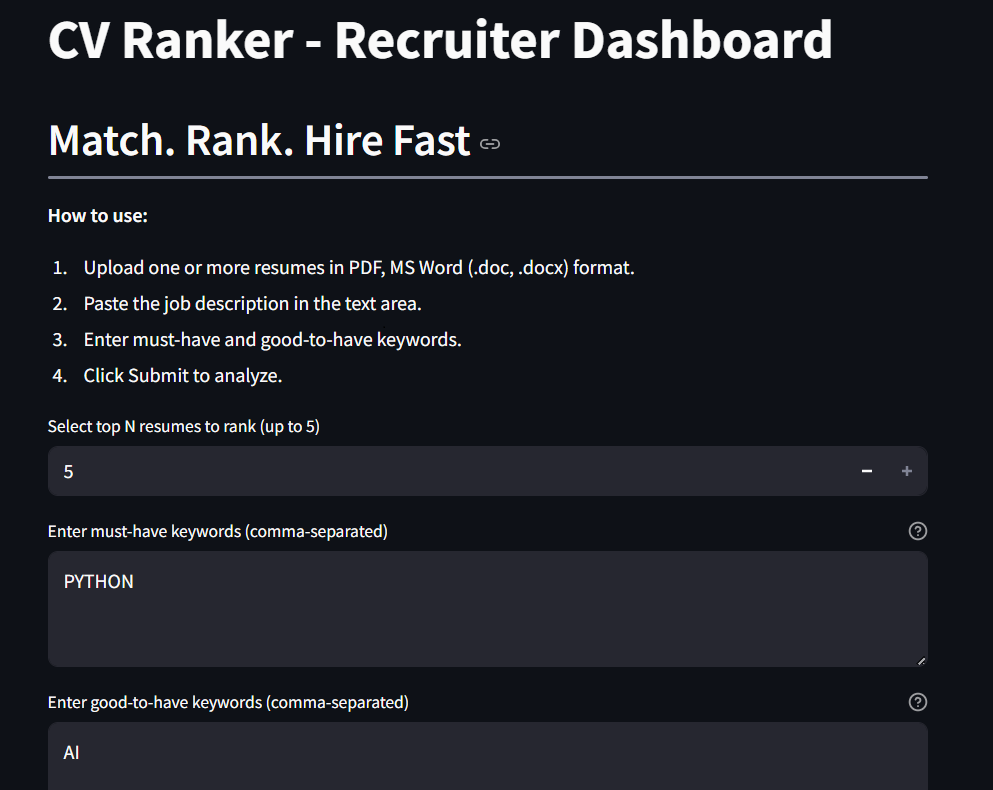 CV Ranker - Recruiter Dashboard
Match. Rank. Hire Fast
How to use:
1. Upload one or more resumes in PDF, MS Word (.doc, .docx) format.
2. Paste the job description in the text area.
3. Enter must-have and good-to-have keywords.
4. Click Submit to analyze.
Select top N resumes to rank (up to 5)
5
Enter must-have keywords (comma-separated)
PYTHON
Enter good-to-have keywords (comma-separated)
AI